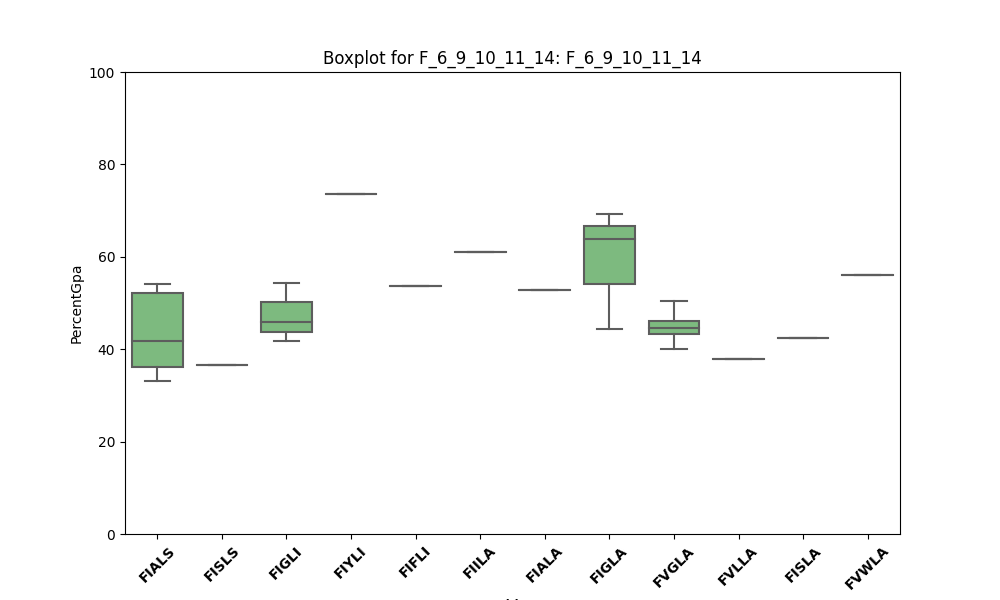 Boxplot for F_6_9_10_11_14: F_6_9_10_11_14
100
80
60
40
20
0
PercentGpa
FIALS
FISLS
FIGLI
FIYLI
FIFLI
FIILA
FIALA
FIGLA
FVGLA
FVLLA
FISLA
FVWLA